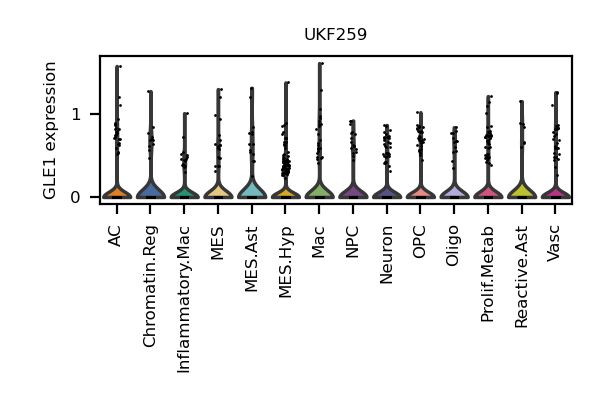 UKF259
GLE1 expression
1
0
AC
Chromatin.Reg
Inflammatory.Mac
MES
MES.Ast
MES.Hyp
Mac
NPC
Neuron
OPC
Oligo
Prolif.Metab
Reactive.Ast
Vasc